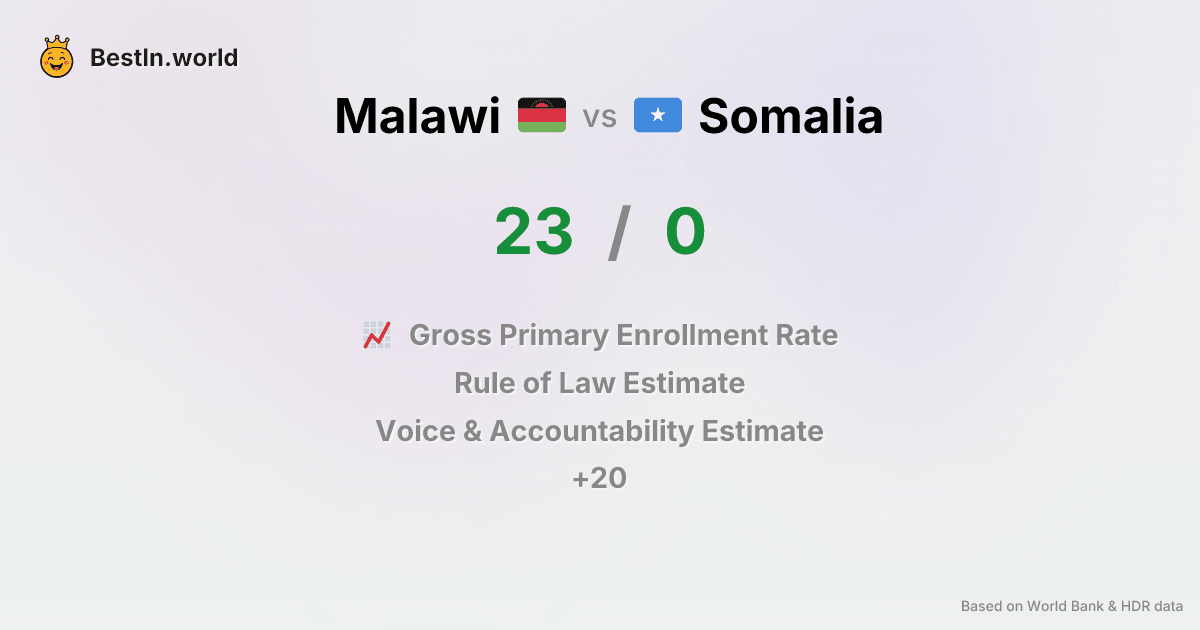 BestIn.world
Malawi vs Somalia
23 / 0
Gross Primary Enrollment Rate
Rule of Law Estimate
Voice & Accountability Estimate
+20
Based on World Bank & HDR data